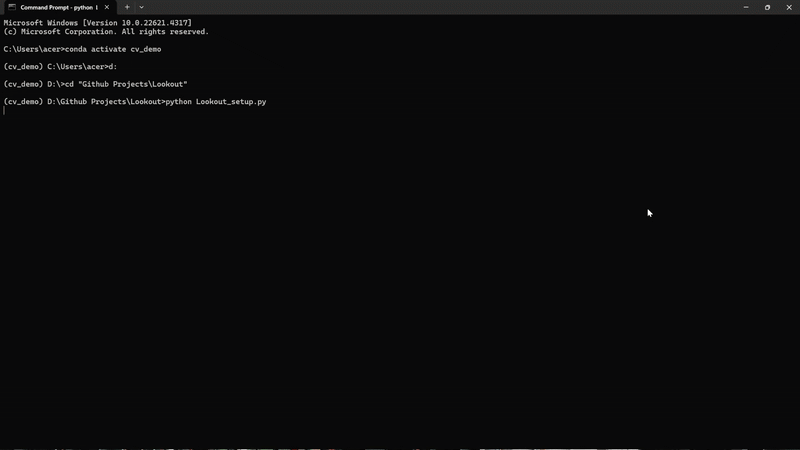 Command Prompt - python l
Microsoft Windows [Version 10.0.22621.4317]
(c) Microsoft Corporation. All rights reserved.
C:\Users\acer>conda activate cv_demo
(cv_demo) C:\Users\acer>d:
(cv_demo) D:\>cd "Github Projects\Lookout"
(cv_demo) D:\Github Projects\Lookout>python Lookout_setup.py